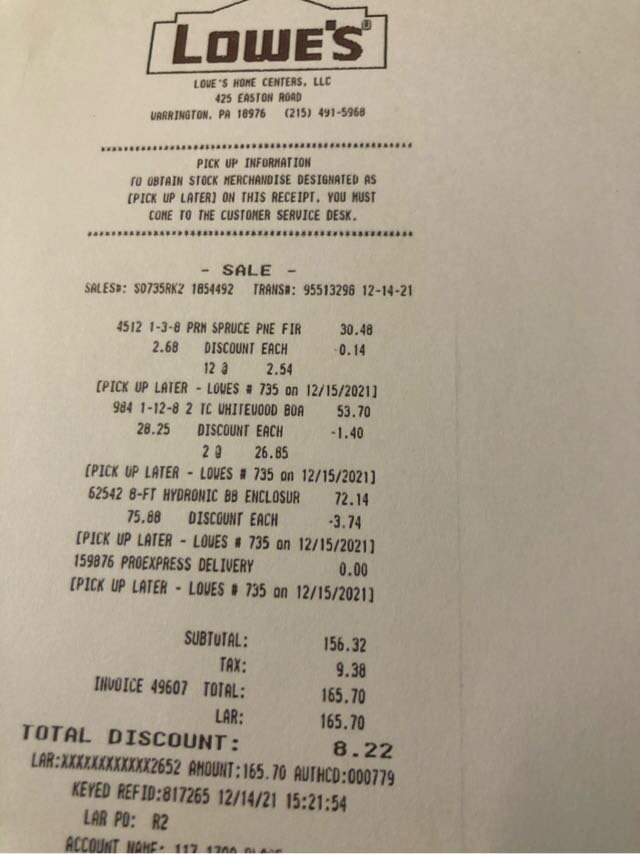 LOWE'S®
LOWE'S HOME CENTERS, LLC
425 EASTON ROAD
WARRINGTON, PA 18976 (215) 491-5968
PICK UP INFORMATION
TO OBTAIN STOCK MERCHANDISE DESIGNATED AS
[PICK UP LATER] ON THIS RECEIPT, YOU MUST
COME TO THE CUSTOMER SERVICE DESK.
- SALE -
SALES#: S0735RK2 1854492 TRANS#: 95513296 12-14-21
4512 1-3-8 PRM SPRUCE PNE FIR 30.48
2.68 DISCOUNT EACH -0.14
12 @ 2.54
[PICK UP LATER - LOWES # 735 on 12/15/2021]
984 1-12-8 2 TC WHITEWOOD BOA 53.70
28.25 DISCOUNT EACH -1.40
2 @ 26.85
[PICK UP LATER - LOWES # 735 on 12/15/2021]
62542 8-FT HYDRONIC BB ENCLOSUR 72.14
75.88 DISCOUNT EACH -3.74
[PICK UP LATER - LOWES # 735 on 12/15/2021]
159876 PROEXPRESS DELIVERY 0.00
[PICK UP LATER - LOWES # 735 on 12/15/2021]
SUBTOTAL: 156.32
TAX: 9.38
INVOICE 49607 TOTAL: 165.70
LAR: 165.70
TOTAL DISCOUNT: 8.22
LAR:XXXXXXXXXXXX2652 AMOUNT:165.70 AUTHCD:000779
KEYED REFID:817265 12/14/21 15:21:54
LAR PO: R2
ACCOUNT NAME: 117 1700 PLACE